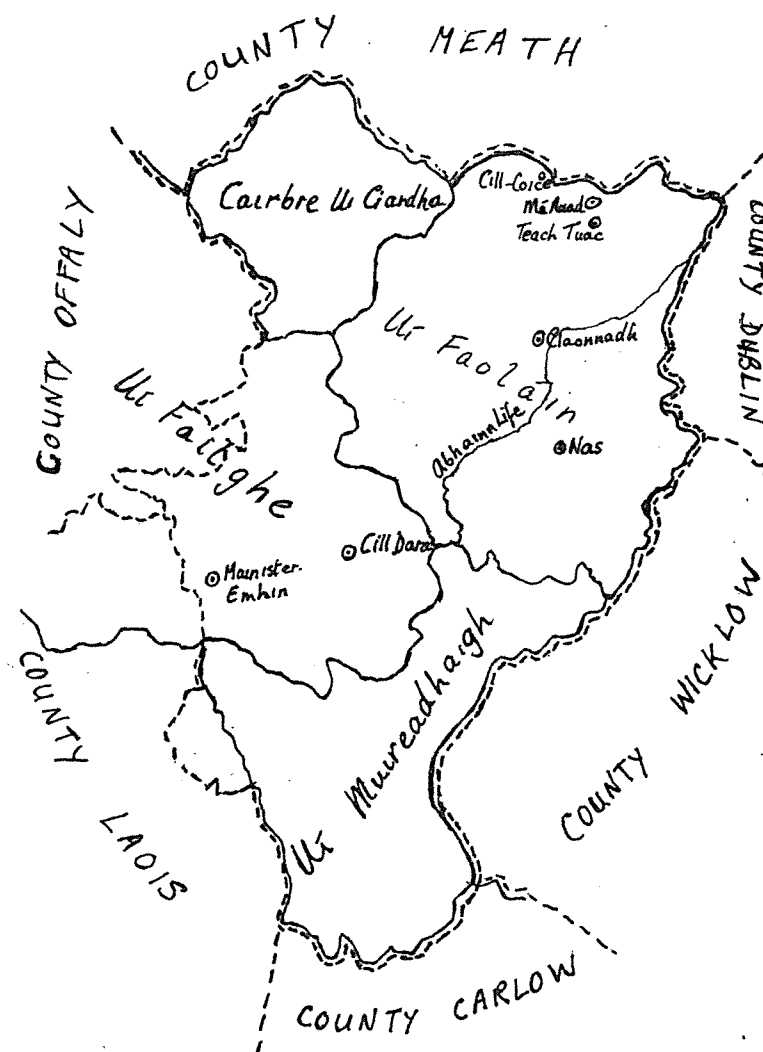 COUNTY MEATH
Cairbre Ui Ciardha
Cill-Coice
Má Nuad
Teach Tuac
COUNTY OFFALY
COUNTY DUBLIN
Ui Faolain
Claonnadh
Ui Failghe
Abhainn Life
Nas
Cill Dara
Mainister-
Emhin
Ui Muireadhaigh
COUNTY WICKLOW
COUNTY LAOIS
COUNTY CARLOW